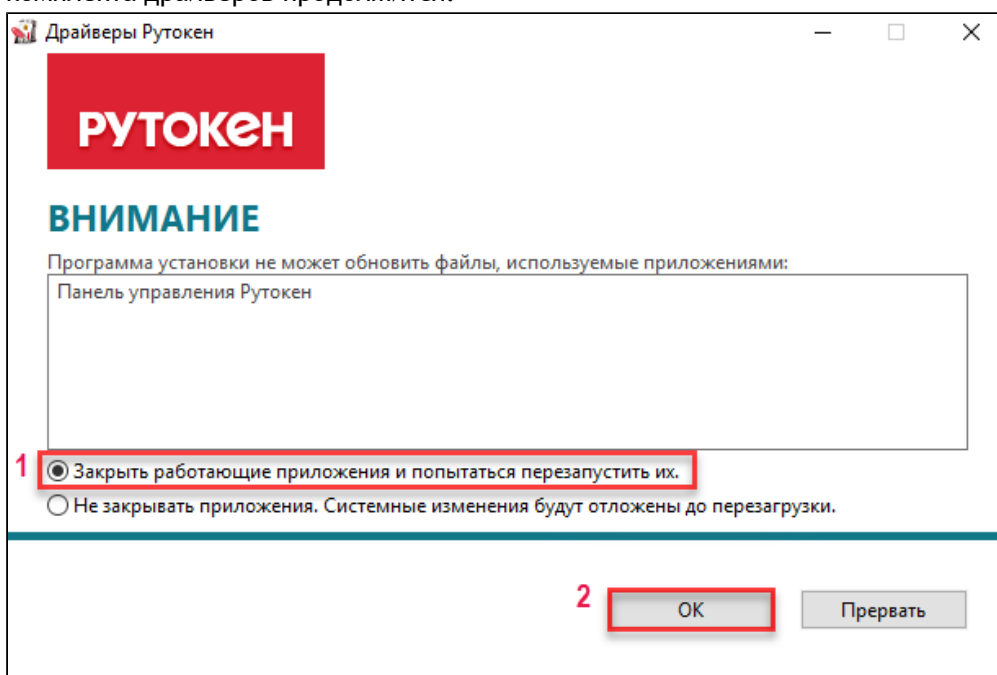 Драйверы Рутокен
рутокен
ВНИМАНИЕ
Программа установки не может обновить файлы, используемые приложениями:
Панель управления Рутокен
1
Закрыть работающие приложения и попытаться перезапустить их.
Не закрывать приложения. Системные изменения будут отложены до перезагрузки.
2
ОК
Прервать